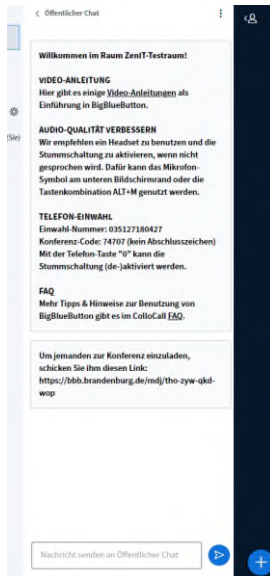 Öffentlicher Chat
Willkommen im Raum ZenIT-Testraum!
VIDEO-ANLEITUNG
Hier gibt es einige Video-Anleitungen als
Einführung in BigBlueButton.
AUDIO-QUALITÄT VERBESSERN
Wir empfehlen ein Headset zu benutzen und die
Stummschaltung zu aktivieren, wenn nicht
gesprochen wird. Dafür kann das Mikrofon-
Symbol am unteren Bildschirmrand oder die
Tastenkombination ALT+M genutzt werden.
TELEFON-EINWAHL
Einwahl-Nummer: 035127180427
Konferenz-Code: 74707 (kein Abschlusszeichen)
Mit der Telefon-Taste "0" kann die
Stummschaltung (de-)aktiviert werden.
FAQ
Mehr Tipps & Hinweise zur Benutzung von
BigBlueButton gibt es im ColloCall FAQ.
Um jemanden zur Konferenz einzuladen,
schicken Sie ihm diesen Link:
https://bbb.brandenburg.de/mdj/tho-zyw-qkd-
wop
Nachricht senden an Öffentlicher Chat
(Sie)